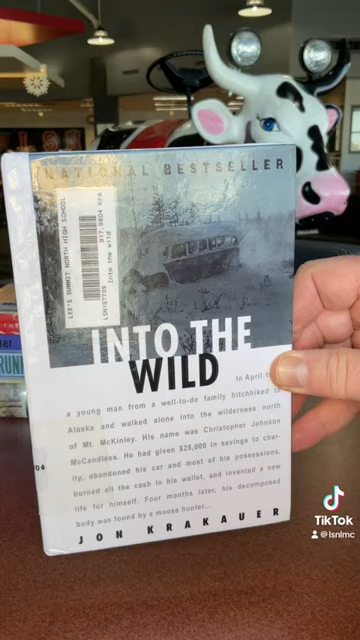 NATIONAL BESTSELLER
LEE'S SUMMIT NORTH HIGH SCHOOL
Into the wild
INTO THE
WILD
In April
a young man from a well-to-do family hitchhiked to
Alaska and walked alone into the wilderness north
of Mt. McKinley. His name was Christopher Johnson
McCandless. He had given $25,000 in savings to char-
ity, abandoned his car and most of his possessions,
burned all the cash in his wallet, and invented a new
life for himself. Four months later, his decomposed
body was found by a moose hunter...
JON KRAKAUER
TikTok
@lsnlmc